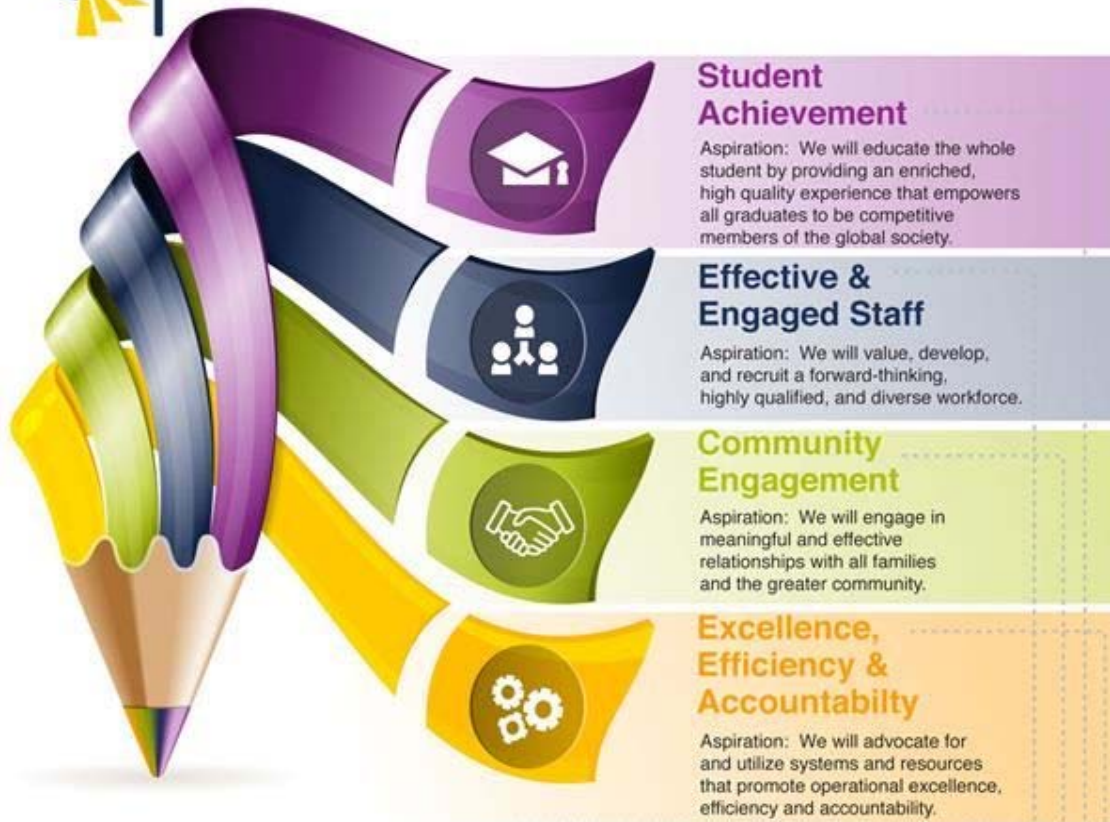 Student
Achievement
Aspiration: We will educate the whole
student by providing an enriched,
high quality experience that empowers
all graduates to be competitive
members of the global society.
Effective &
Engaged Staff
Aspiration: We will value, develop,
and recruit a forward-thinking,
highly qualified, and diverse workforce.
Community
Engagement
Aspiration: We will engage in
meaningful and effective
relationships with all families
and the greater community.
Excellence,
Efficiency &
Accountabilty
Aspiration: We will advocate for
and utilize systems and resources
that promote operational excellence,
efficiency and accountability.